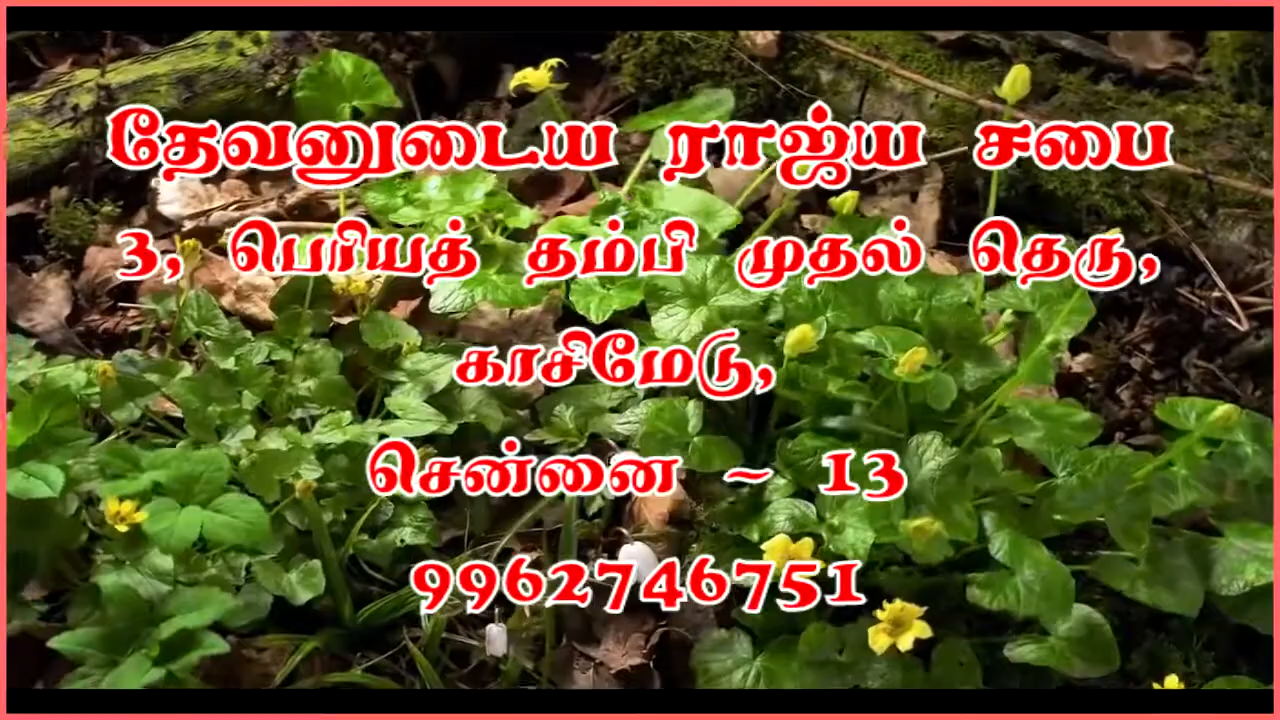 தேவனுடைய ராஜ்ய சபை
3, பெரியத் தம்பி முதல் தெரு,
காசிமேடு,
சென்னை ~ 13
9962746751